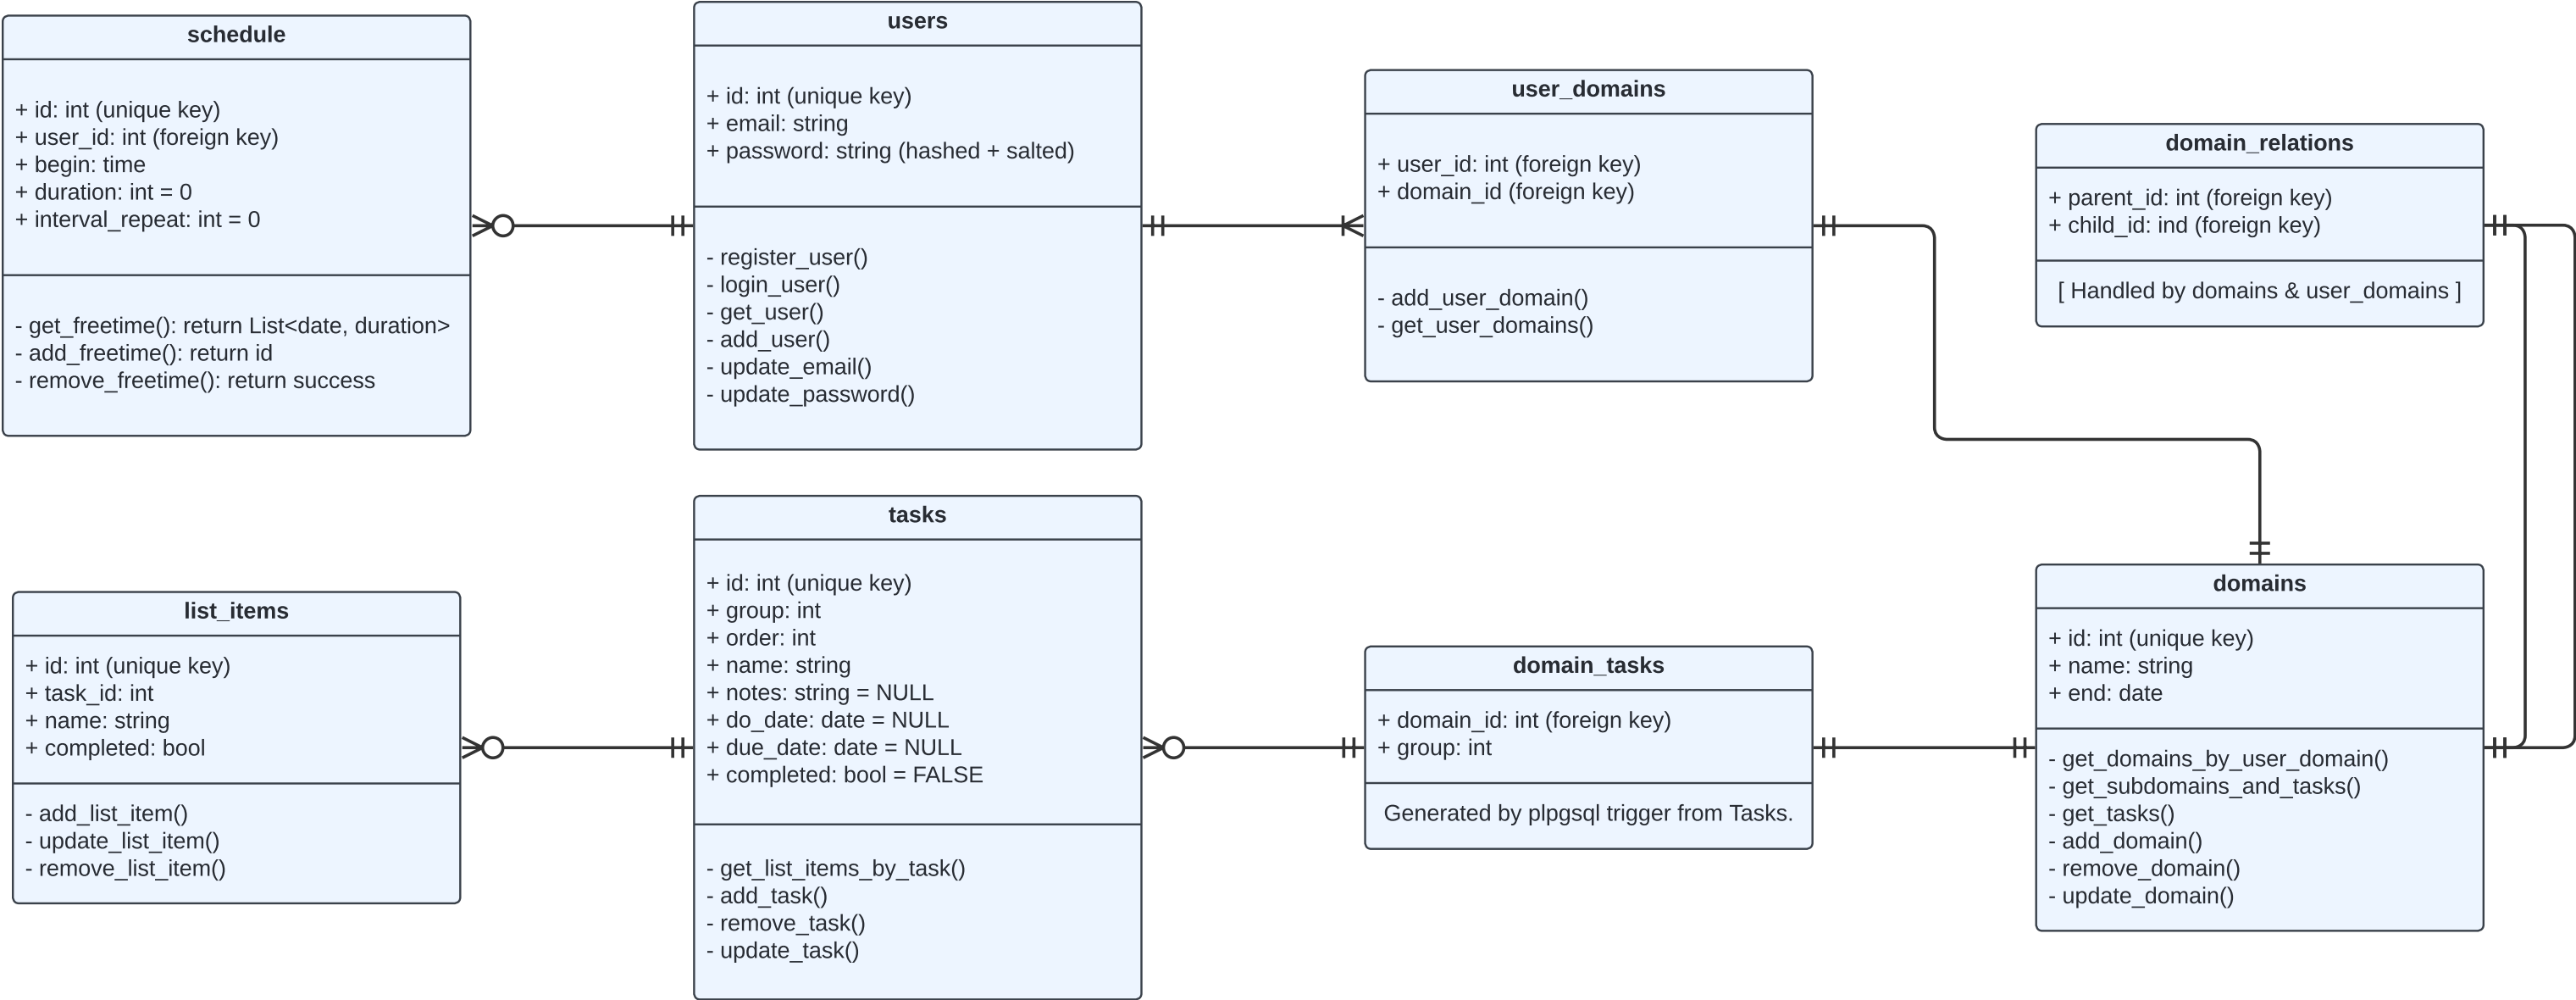 schedule
+ id: int (unique key)
+ user_id: int (foreign key)
+ begin: time
+ duration: int = 0
+ interval_repeat: int = 0
- get_freetime(): return List<date, duration>
- add_freetime(): return id
- remove_freetime(): return success
users
+ id: int (unique key)
+ email: string
+ password: string (hashed + salted)
- register_user()
- login_user()
- get_user()
- add_user()
- update_email()
- update_password()
user_domains
+ user_id: int (foreign key)
+ domain_id (foreign key)
- add_user_domain()
- get_user_domains()
domain_relations
+ parent_id: int (foreign key)
+ child_id: ind (foreign key)
[ Handled by domains & user_domains ]
list_items
+ id: int (unique key)
+ task_id: int
+ name: string
+ completed: bool
- add_list_item()
- update_list_item()
- remove_list_item()
tasks
+ id: int (unique key)
+ group: int
+ order: int
+ name: string
+ notes: string = NULL
+ do_date: date = NULL
+ due_date: date = NULL
+ completed: bool = FALSE
- get_list_items_by_task()
- add_task()
- remove_task()
- update_task()
domain_tasks
+ domain_id: int (foreign key)
+ group: int
Generated by plpgsql trigger from Tasks.
domains
+ id: int (unique key)
+ name: string
+ end: date
- get_domains_by_user_domain()
- get_subdomains_and_tasks()
- get_tasks()
- add_domain()
- remove_domain()
- update_domain()